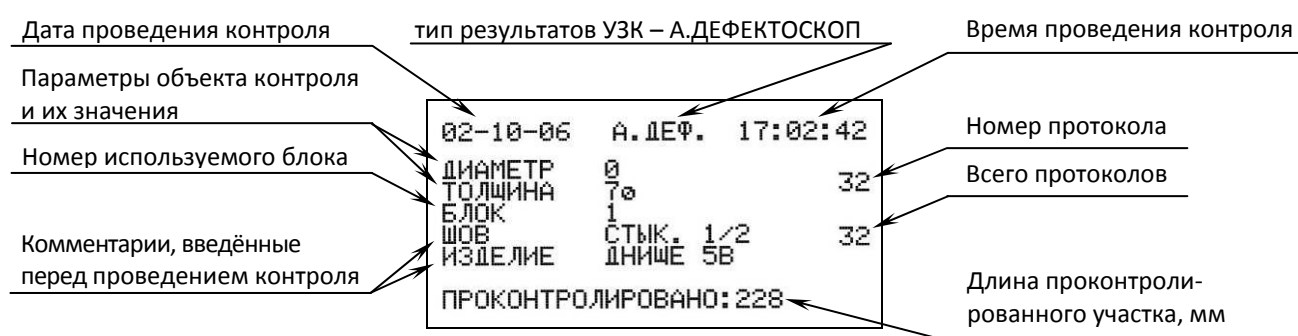 Дата проведения контроля
тип результатов УЗК – А.ДЕФЕКТОСКОП
Время проведения контроля
Параметры объекта контроля
и их значения
Номер используемого блока
Комментарии, введённые
перед проведением контроля
02-10-06 А.ДЕФ. 17:02:42
ДИАМЕТР 0
ТОЛЩИНА 7ø
БЛОК 1
ШОВ СТЫК. 1/2
ИЗДЕЛИЕ ДНИЩЕ 5В
32
32
ПРОКОНТРОЛИРОВАНО:228
Номер протокола
Всего протоколов
Длина проконтроли-
рованного участка, мм